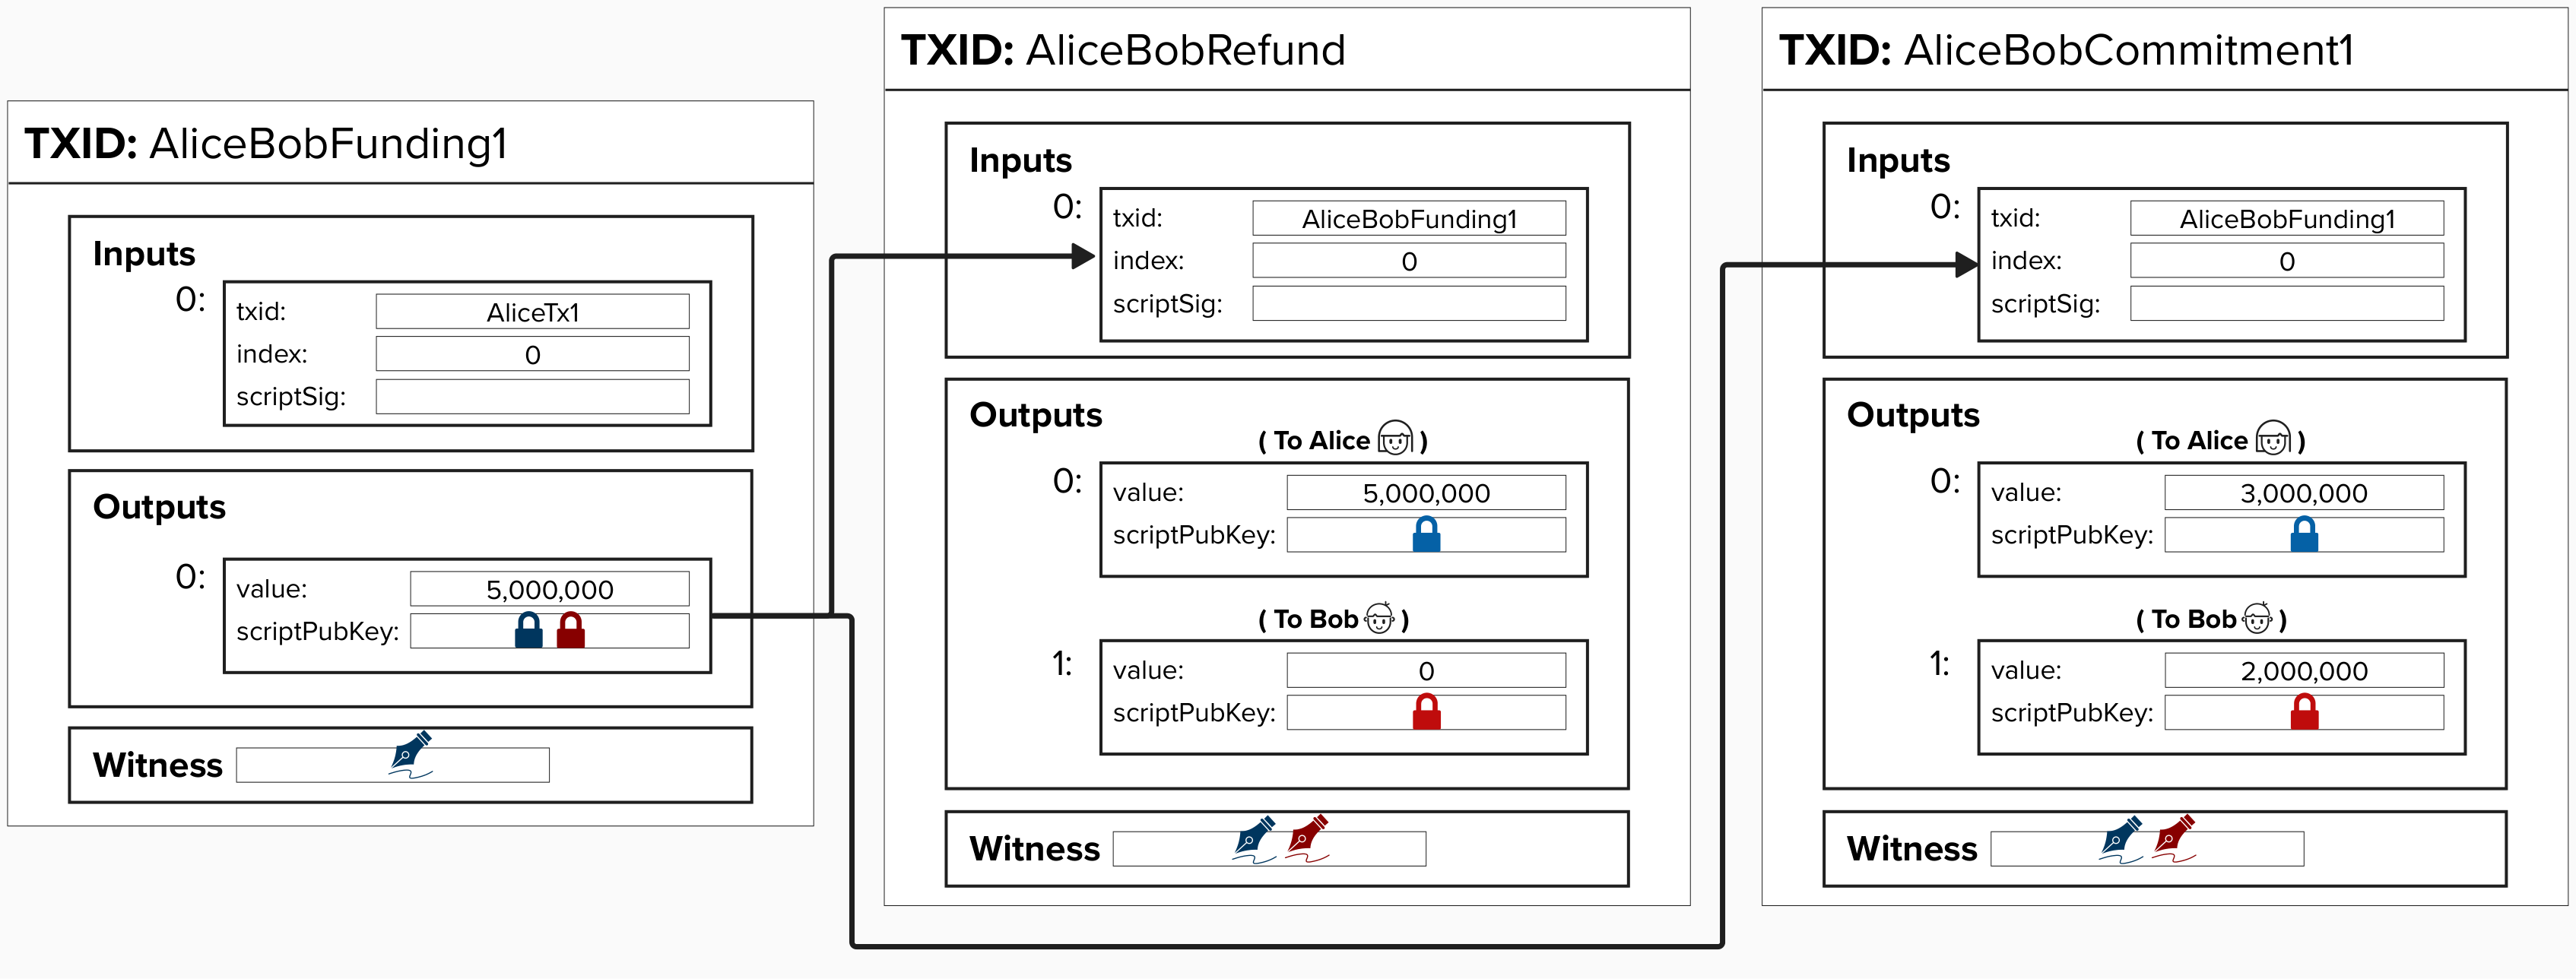 TXID: AliceBobFunding1
Inputs
0:
txid: AliceTx1
index: 0
scriptSig:
Outputs
0:
value: 5,000,000
scriptPubKey:
Witness
TXID: AliceBobRefund
Inputs
0:
txid: AliceBobFunding1
index: 0
scriptSig:
Outputs
( To Alice )
0:
value: 5,000,000
scriptPubKey:
( To Bob )
1:
value: 0
scriptPubKey:
Witness
TXID: AliceBobCommitment1
Inputs
0:
txid: AliceBobFunding1
index: 0
scriptSig:
Outputs
( To Alice )
0:
value: 3,000,000
scriptPubKey:
( To Bob )
1:
value: 2,000,000
scriptPubKey:
Witness